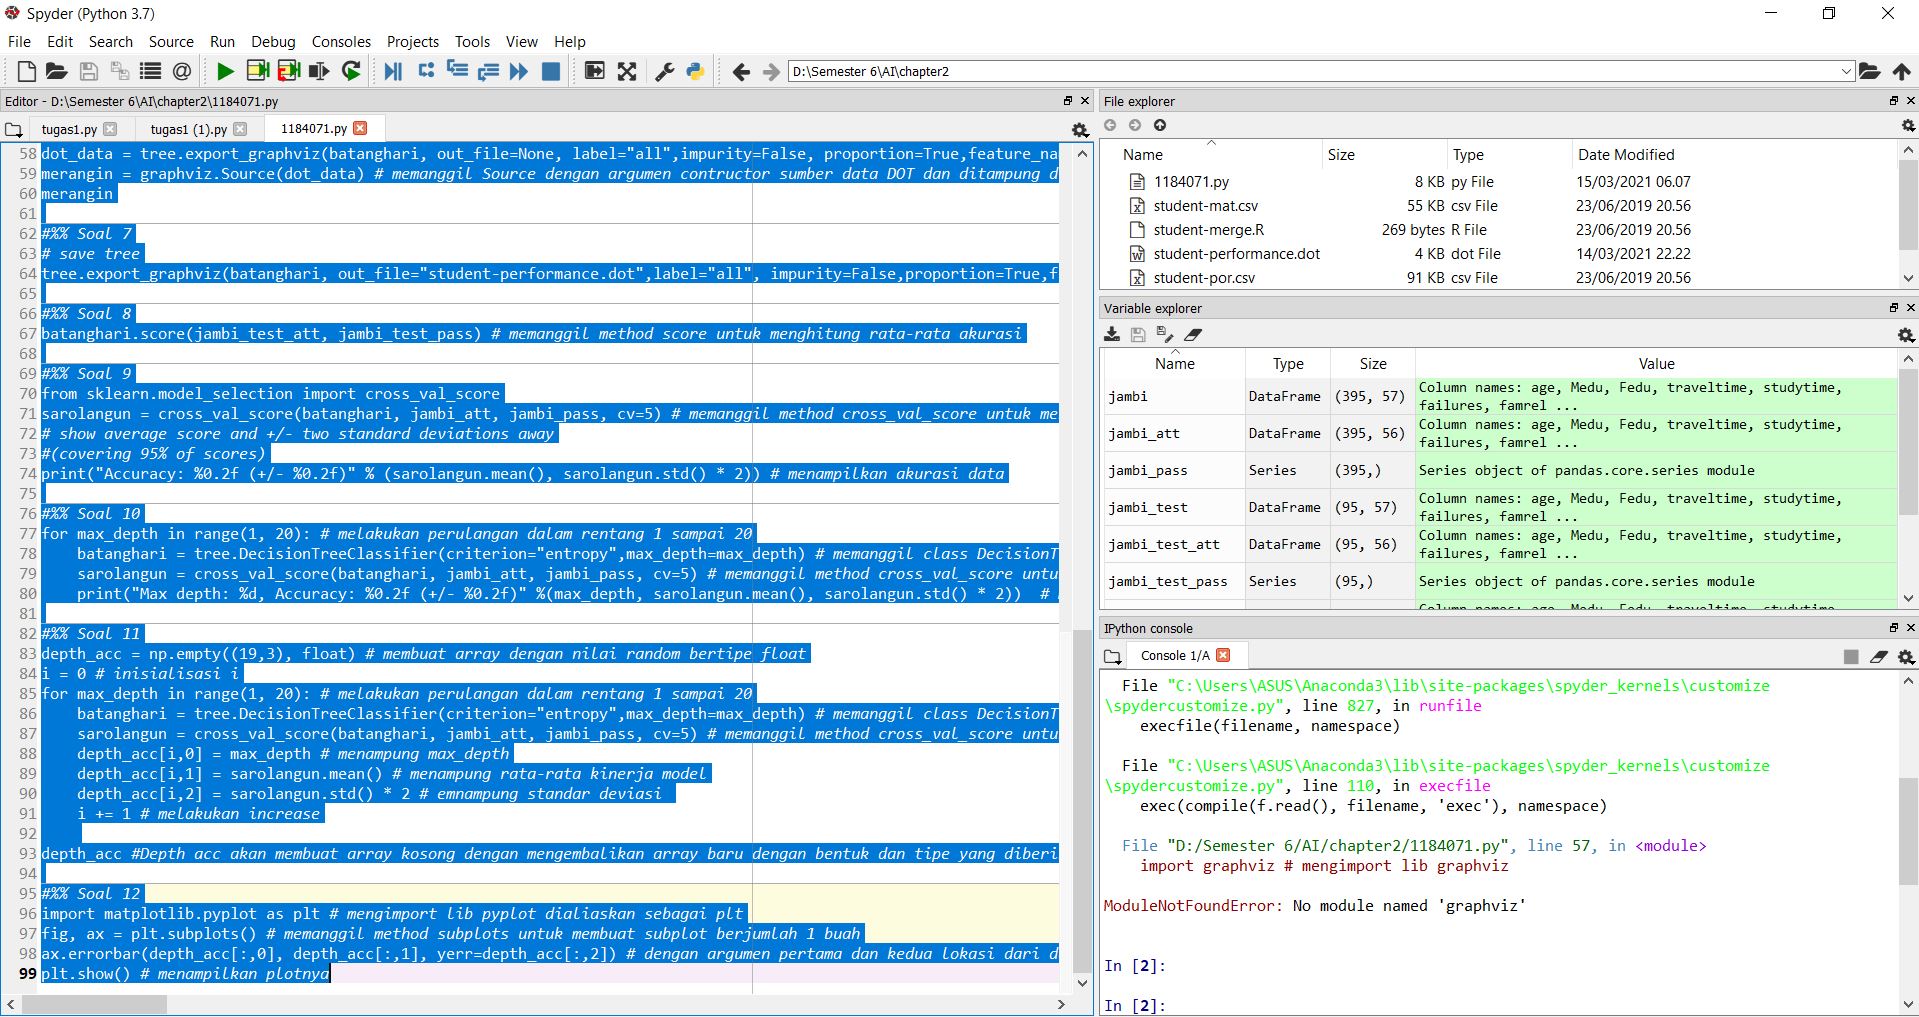 Spyder (Python 3.7)
File Edit Search Source Run Debug Consoles Projects Tools View Help
D:\Semester 6\AI\chapter2
Editor - D:\Semester 6\AI\chapter2\1184071.py
tugas1.py tugas1 (1).py 1184071.py
58 dot_data = tree.export_graphviz(batanghari, out_file=None, label="all",impurity=False, proportion=True,feature_na
59 merangin = graphviz.Source(dot_data) # memanggil Source dengan argumen contructor sumber data DOT dan ditampung d
60 merangin
61
62 #%% Soal 7
63 # save tree
64 tree.export_graphviz(batanghari, out_file="student-performance.dot",label="all", impurity=False,proportion=True,f
65
66 #%% Soal 8
67 batanghari.score(jambi_test_att, jambi_test_pass) # memanggil method score untuk menghitung rata-rata akurasi
68
69 #%% Soal 9
70 from sklearn.model_selection import cross_val_score
71 sarolangun = cross_val_score(batanghari, jambi_att, jambi_pass, cv=5) # memanggil method cross_val_score untuk me
72 # show average score and +/- two standard deviations away
73 #(covering 95% of scores)
74 print("Accuracy: %0.2f (+/- %0.2f)" % (sarolangun.mean(), sarolangun.std() * 2)) # menampilkan akurasi data
75
76 #%% Soal 10
77 for max_depth in range(1, 20): # melakukan perulangan dalam rentang 1 sampai 20
78 batanghari = tree.DecisionTreeClassifier(criterion="entropy",max_depth=max_depth) # memanggil class DecisionT
79 sarolangun = cross_val_score(batanghari, jambi_att, jambi_pass, cv=5) # memanggil method cross_val_score untu
80 print("Max depth: %d, Accuracy: %0.2f (+/- %0.2f)" %(max_depth, sarolangun.mean(), sarolangun.std() * 2)) #
81
82 #%% Soal 11
83 depth_acc = np.empty((19,3), float) # membuat array dengan nilai random bertipe float
84 i = 0 # inisialisasi i
85 for max_depth in range(1, 20): # melakukan perulangan dalam rentang 1 sampai 20
86 batanghari = tree.DecisionTreeClassifier(criterion="entropy",max_depth=max_depth) # memanggil class DecisionT
87 sarolangun = cross_val_score(batanghari, jambi_att, jambi_pass, cv=5) # memanggil method cross_val_score untu
88 depth_acc[i,0] = max_depth # menampung max_depth
89 depth_acc[i,1] = sarolangun.mean() # menampung rata-rata kinerja model
90 depth_acc[i,2] = sarolangun.std() * 2 # emnampung standar deviasi
91 i += 1 # melakukan increase
92
93 depth_acc #Depth acc akan membuat array kosong dengan mengembalikan array baru dengan bentuk dan tipe yang diberi
94
95 #%% Soal 12
96 import matplotlib.pyplot as plt # mengimport lib pyplot dialiaskan sebagai plt
97 fig, ax = plt.subplots() # memanggil method subplots untuk membuat subplot berjumlah 1 buah
98 ax.errorbar(depth_acc[:,0], depth_acc[:,1], yerr=depth_acc[:,2]) # dengan argumen pertama dan kedua lokasi dari d
99 plt.show() # menampilkan plotnya
File explorer
Name Size Type Date Modified
1184071.py 8 KB py File 15/03/2021 06.07
student-mat.csv 55 KB csv File 23/06/2019 20.56
student-merge.R 269 bytes R File 23/06/2019 20.56
student-performance.dot 4 KB dot File 14/03/2021 22.22
student-por.csv 91 KB csv File 23/06/2019 20.56
Variable explorer
Name Type Size Value
jambi DataFrame (395, 57) Column names: age, Medu, Fedu, traveltime, studytime,
failures, famrel ...
jambi_att DataFrame (395, 56) Column names: age, Medu, Fedu, traveltime, studytime,
failures, famrel ...
jambi_pass Series (395,) Series object of pandas.core.series module
jambi_test DataFrame (95, 57) Column names: age, Medu, Fedu, traveltime, studytime,
failures, famrel ...
jambi_test_att DataFrame (95, 56) Column names: age, Medu, Fedu, traveltime, studytime,
failures, famrel ...
jambi_test_pass Series (95,) Series object of pandas.core.series module
Column names: age, Medu, Fedu, traveltime, studytime,
IPython console
Console 1/A
File "C:\Users\ASUS\Anaconda3\lib\site-packages\spyder_kernels\customize
\spydercustomize.py", line 827, in runfile
execfile(filename, namespace)
File "C:\Users\ASUS\Anaconda3\lib\site-packages\spyder_kernels\customize
\spydercustomize.py", line 110, in execfile
exec(compile(f.read(), filename, 'exec'), namespace)
File "D:/Semester 6/AI/chapter2/1184071.py", line 57, in <module>
import graphviz # mengimport lib graphviz
ModuleNotFoundError: No module named 'graphviz'
In [2]:
In [2]: